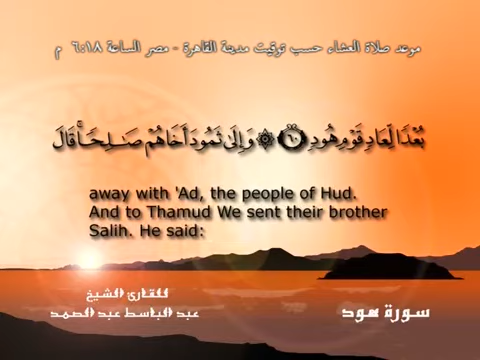 موعد صلاة العشاء حسب توقيت مدينة القاهرة - مصر الساعة ٦:١٨ م
بُعْدًا لِّعَادٍ قَوْمِ هُودٍ ۝٦٠ ۞ وَإِلَىٰ ثَمُودَ أَخَاهُمْ صَـٰلِحًا ۚ قَالَ
away with 'Ad, the people of Hud.
And to Thamud We sent their brother
Salih. He said:
للقارئ الشيخ
عبد الباسط عبد الصمد
سورة هود